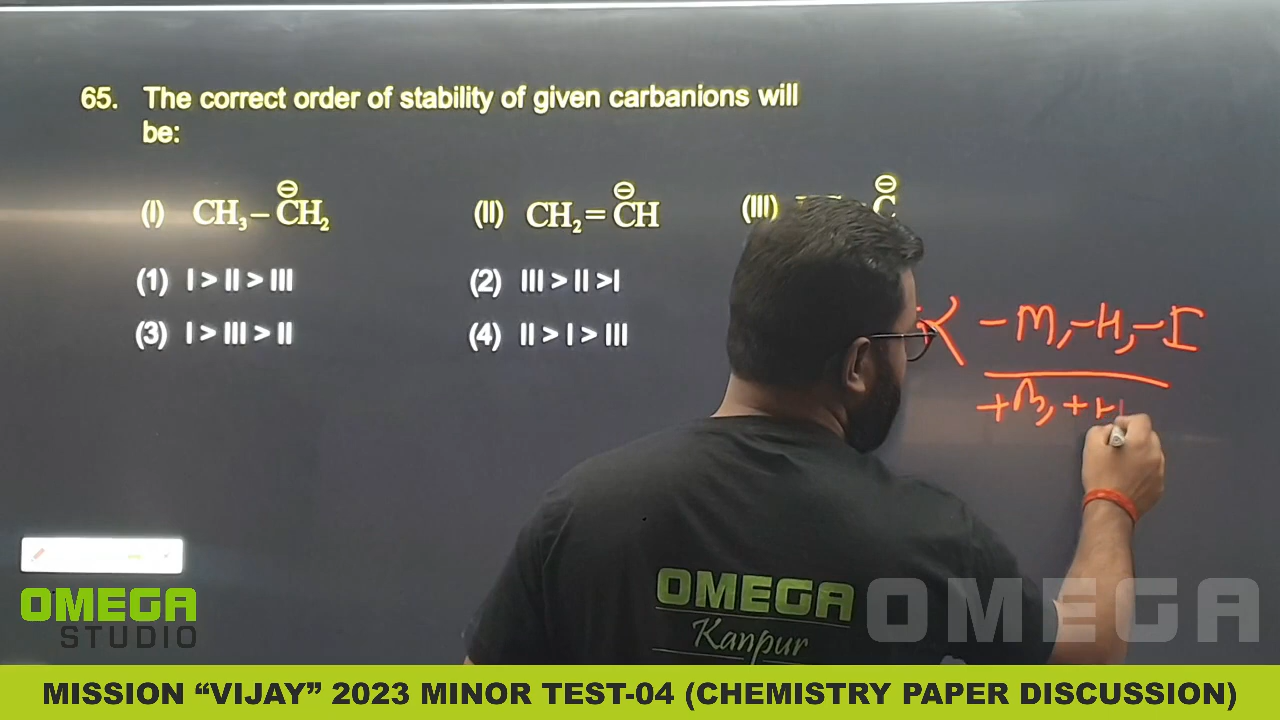 65. The correct order of stability of given carbanions will
be:
(I) CH₃ – C⊖H₂ (II) CH₂ = C⊖H (III) C⊖
(1) I > II > III (2) III > II >I
(3) I > III > II (4) II > I > III
∝ –M, –H, –I
+M, +H
OMEGA
STUDIO
OMEGA
Kanpur
OMEGA
MISSION “VIJAY” 2023 MINOR TEST-04 (CHEMISTRY PAPER DISCUSSION)